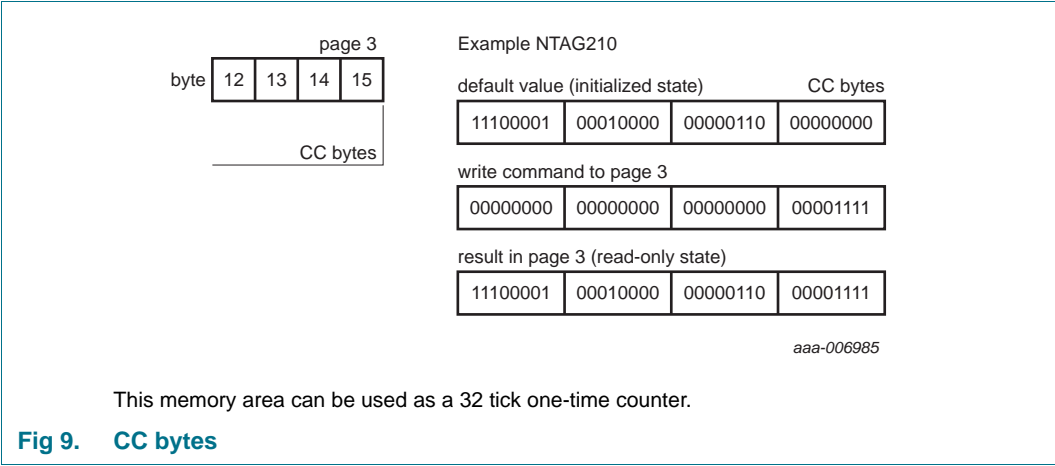 page 3
byte 12 13 14 15
CC bytes
Example NTAG210
default value (initialized state) CC bytes
11100001 00010000 00000110 00000000
write command to page 3
00000000 00000000 00000000 00001111
result in page 3 (read-only state)
11100001 00010000 00000110 00001111
aaa-006985
This memory area can be used as a 32 tick one-time counter.
Fig 9. CC bytes